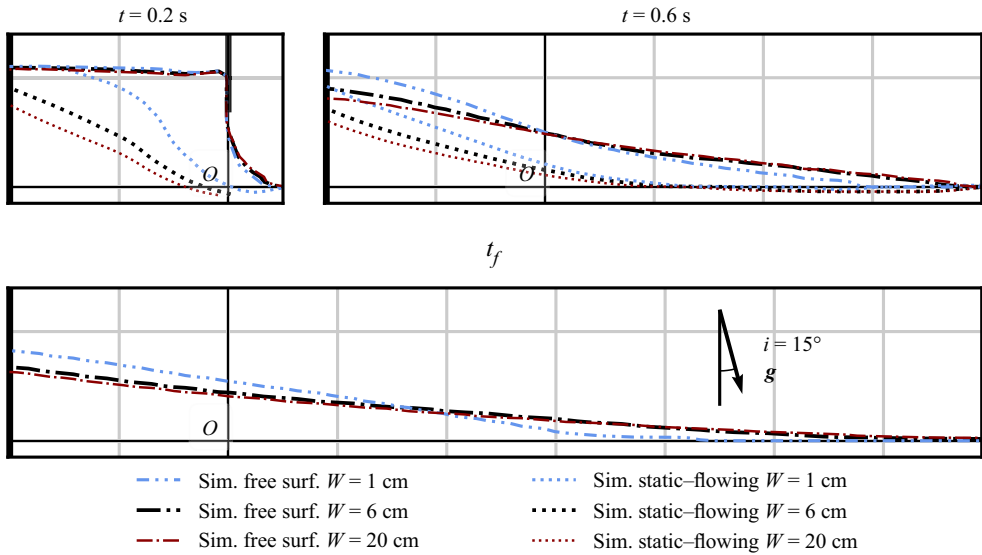 t = 0.2 s
t = 0.6 s
O
O
t_f
i = 15°
g
O
Sim. free surf. W = 1 cm
Sim. static–flowing W = 1 cm
Sim. free surf. W = 6 cm
Sim. static–flowing W = 6 cm
Sim. free surf. W = 20 cm
Sim. static–flowing W = 20 cm